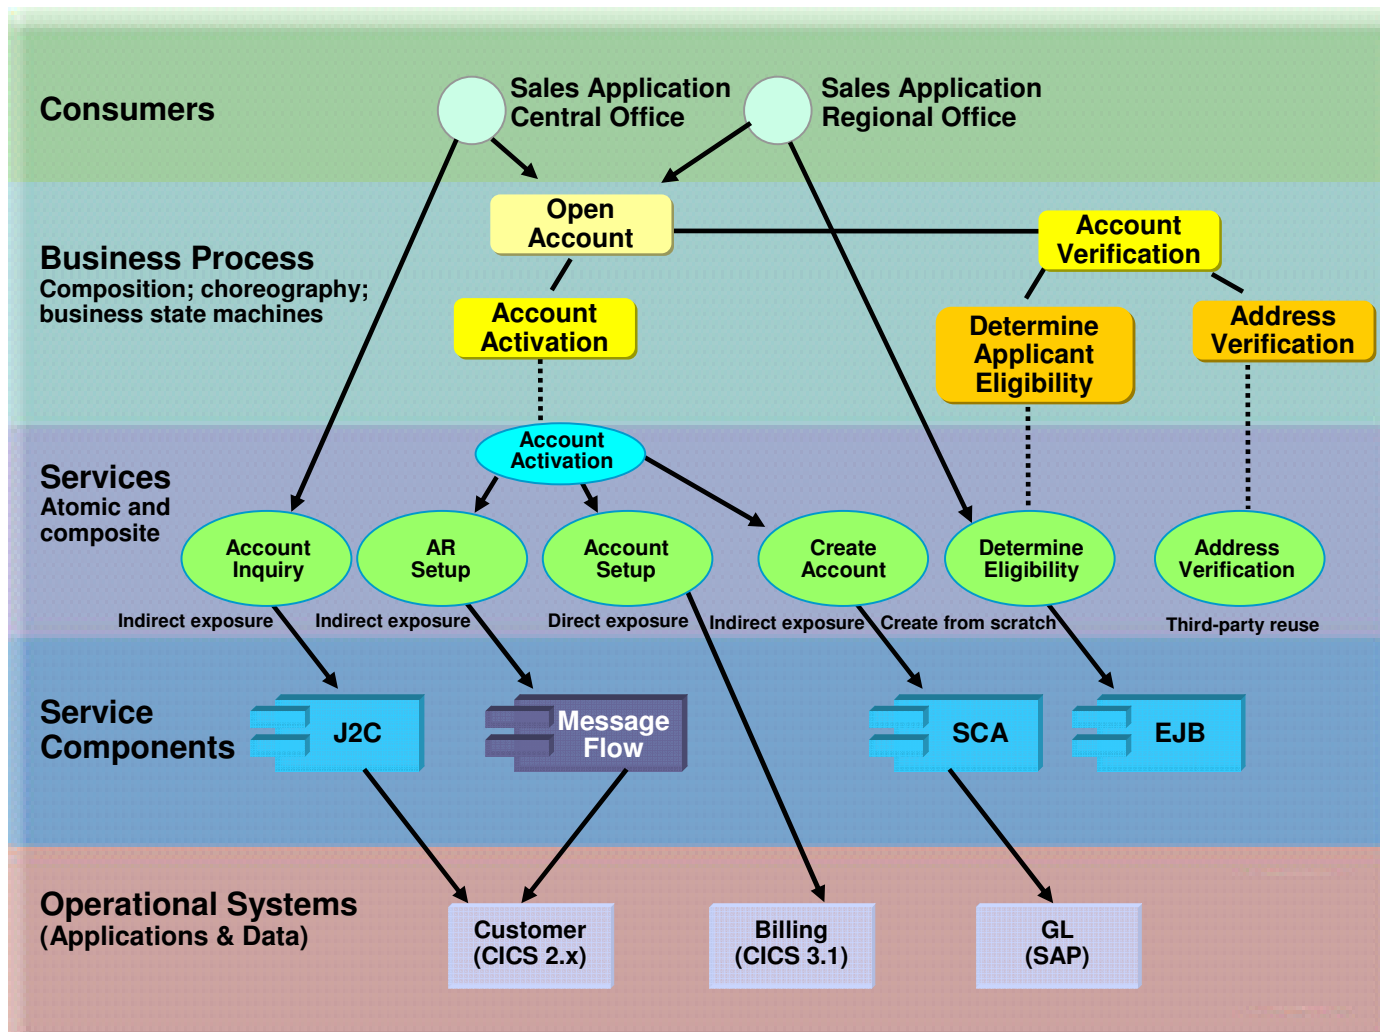 Consumers
Sales Application
Central Office
Sales Application
Regional Office
Business Process
Composition; choreography;
business state machines
Open
Account
Account
Verification
Account
Activation
Determine
Applicant
Eligibility
Address
Verification
Services
Atomic and
composite
Account
Activation
Account
Inquiry
AR
Setup
Account
Setup
Create
Account
Determine
Eligibility
Address
Verification
Indirect exposure
Indirect exposure
Direct exposure
Indirect exposure
Create from scratch
Third-party reuse
Service
Components
J2C
Message
Flow
SCA
EJB
Operational Systems
(Applications & Data)
Customer
(CICS 2.x)
Billing
(CICS 3.1)
GL
(SAP)